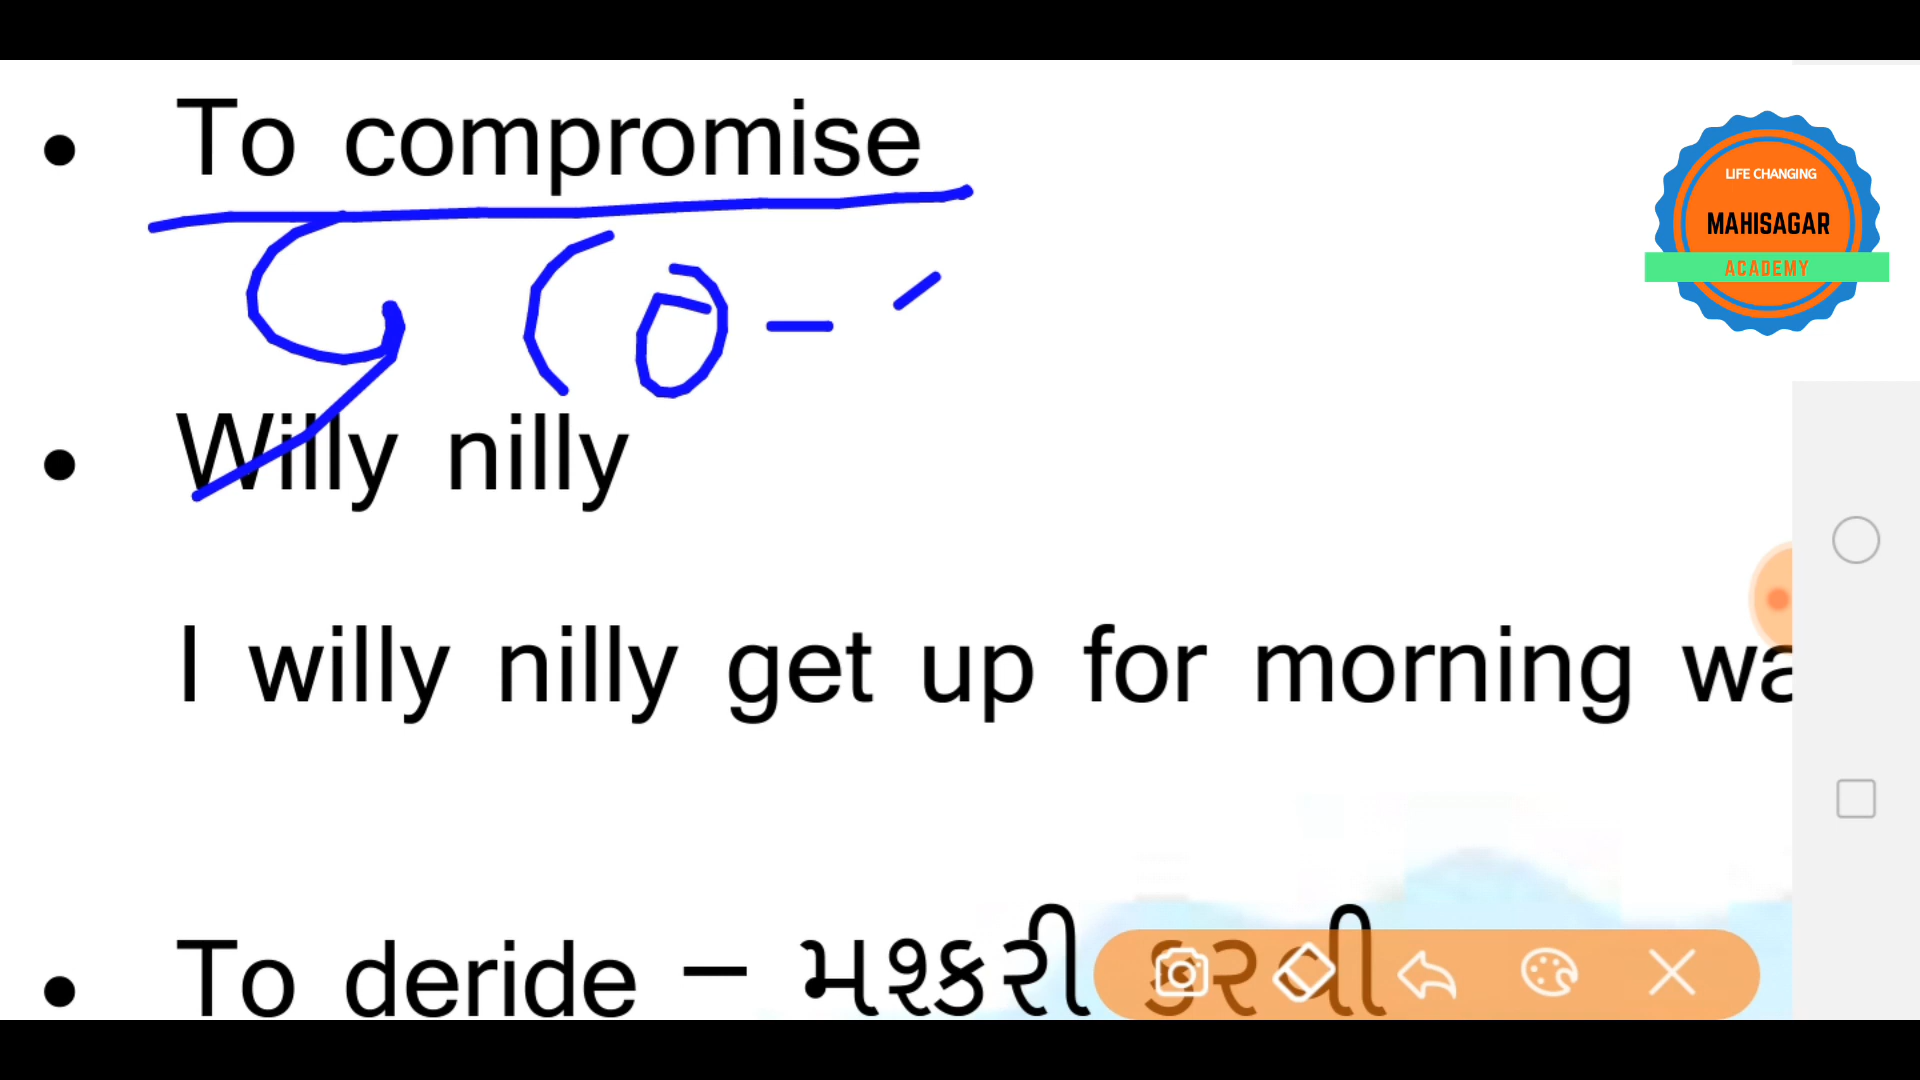 • To compromise
LIFE CHANGING
MAHISAGAR
ACADEMY
• Willy nilly
I willy nilly get up for morning wa
• To deride – મશ્કરી કરવી